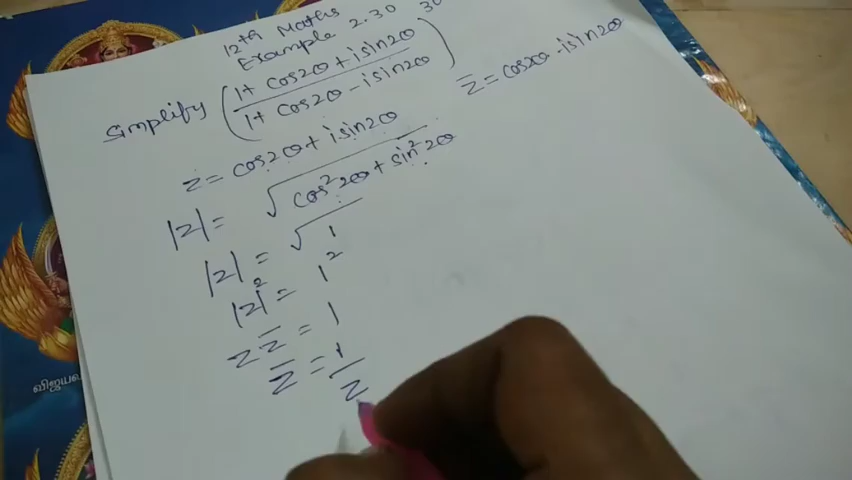 12th Maths
Example 2.30 30
Simplify (1 + cos2θ + isin2θ / 1 + cos2θ - isin2θ)
z = cos2θ + isin2θ z̄ = cos2θ - isin2θ
|z| = √cos²2θ + sin²2θ
|z| = √1
|z|² = 1²
z z̄ = 1
z̄ = 1/z
விஜயல